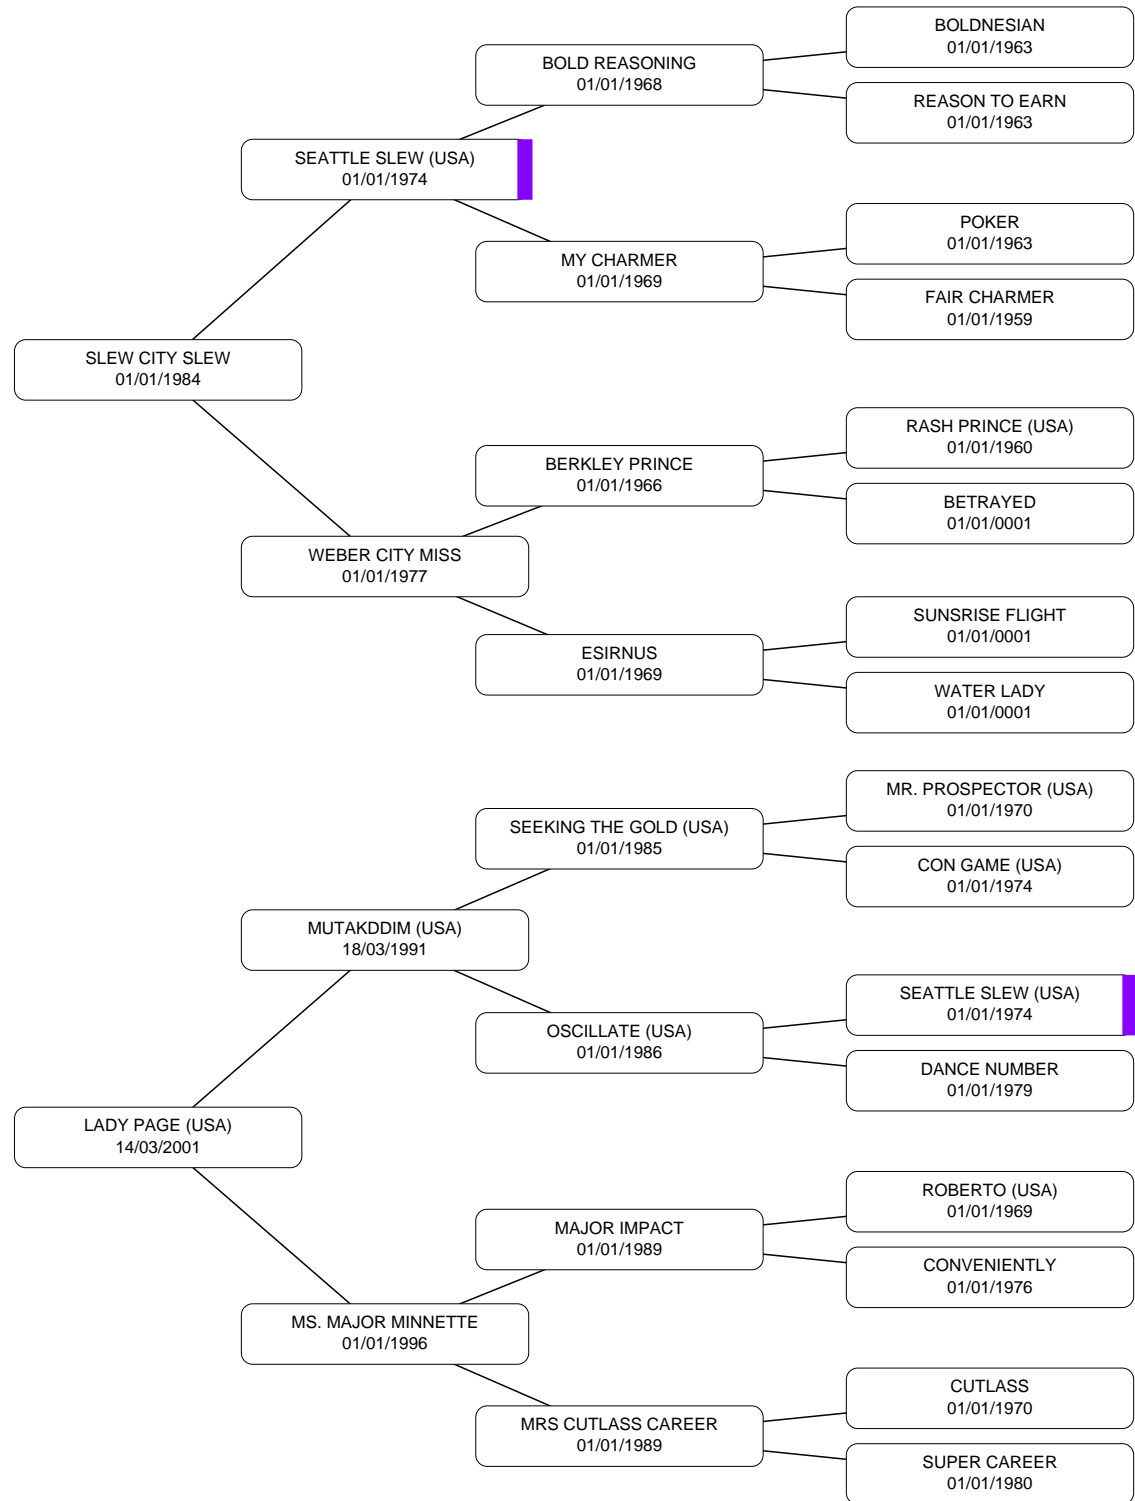 BOLDNESIAN
01/01/1963
BOLD REASONING
01/01/1968
REASON TO EARN
01/01/1963
SEATTLE SLEW (USA)
01/01/1974
POKER
01/01/1963
MY CHARMER
01/01/1969
FAIR CHARMER
01/01/1959
SLEW CITY SLEW
01/01/1984
RASH PRINCE (USA)
01/01/1960
BERKLEY PRINCE
01/01/1966
BETRAYED
01/01/0001
WEBER CITY MISS
01/01/1977
SUNSRISE FLIGHT
01/01/0001
ESIRNUS
01/01/1969
WATER LADY
01/01/0001
MR. PROSPECTOR (USA)
01/01/1970
SEEKING THE GOLD (USA)
01/01/1985
CON GAME (USA)
01/01/1974
MUTAKDDIM (USA)
18/03/1991
SEATTLE SLEW (USA)
01/01/1974
OSCILLATE (USA)
01/01/1986
DANCE NUMBER
01/01/1979
LADY PAGE (USA)
14/03/2001
ROBERTO (USA)
01/01/1969
MAJOR IMPACT
01/01/1989
CONVENIENTLY
01/01/1976
MS. MAJOR MINNETTE
01/01/1996
CUTLASS
01/01/1970
MRS CUTLASS CAREER
01/01/1989
SUPER CAREER
01/01/1980